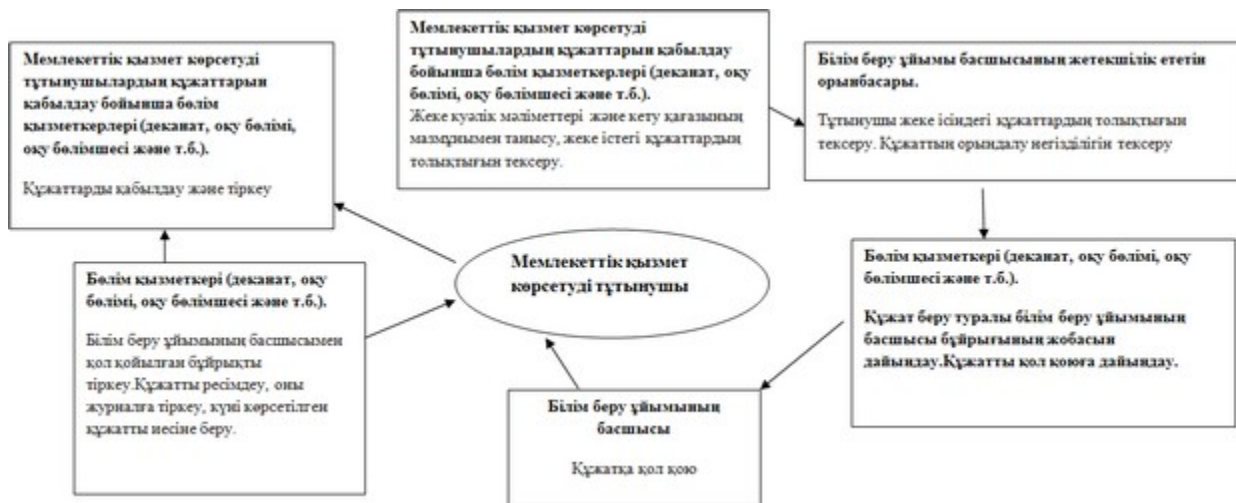 Мемлекеттік қызмет көрсетуді
тұтынушылардың құжаттарын
қабылдау бойынша бөлім
қызметкерлері (деканат, оқу бөлімі,
оқу бөлімшесі және т.б.).
Құжаттарды қабылдау және тіркеу
Мемлекеттік қызмет көрсетуді
тұтынушылардың құжаттарын қабылдау
бойынша бөлім қызметкерлері (деканат, оқу
бөлімі, оқу бөлімшесі және т.б.).
Жеке куәлік мәліметтері және кету қағазының
мазмұнымен танысу, жеке істегі құжаттардың
толықтығын тексеру.
Білім беру ұйымы басшысының жетекшілік ететін
орынбасары.
Тұтынушы жеке ісіндегі құжаттардың толықтығын
тексеру. Құжаттың орындалу негізділігін тексеру
Мемлекеттік қызмет
көрсетуді тұтынушы
Бөлім қызметкері (деканат, оқу бөлімі, оқу
бөлімшесі және т.б.).
Құжат беру туралы білім беру ұйымының
басшысы бұйрығының жобасын
дайындау.Құжатты қол қоюға дайындау.
Бөлім қызметкері (деканат, оқу
бөлімі, оқу бөлімшесі және т.б.).
Білім беру ұйымының басшысымен
қол қойылған бұйрықты
тіркеу.Құжатты ресімдеу, оны
журналға тіркеу, күні көрсетілген
құжатты иесіне беру.
Білім беру ұйымының
басшысы
Құжатқа қол қою